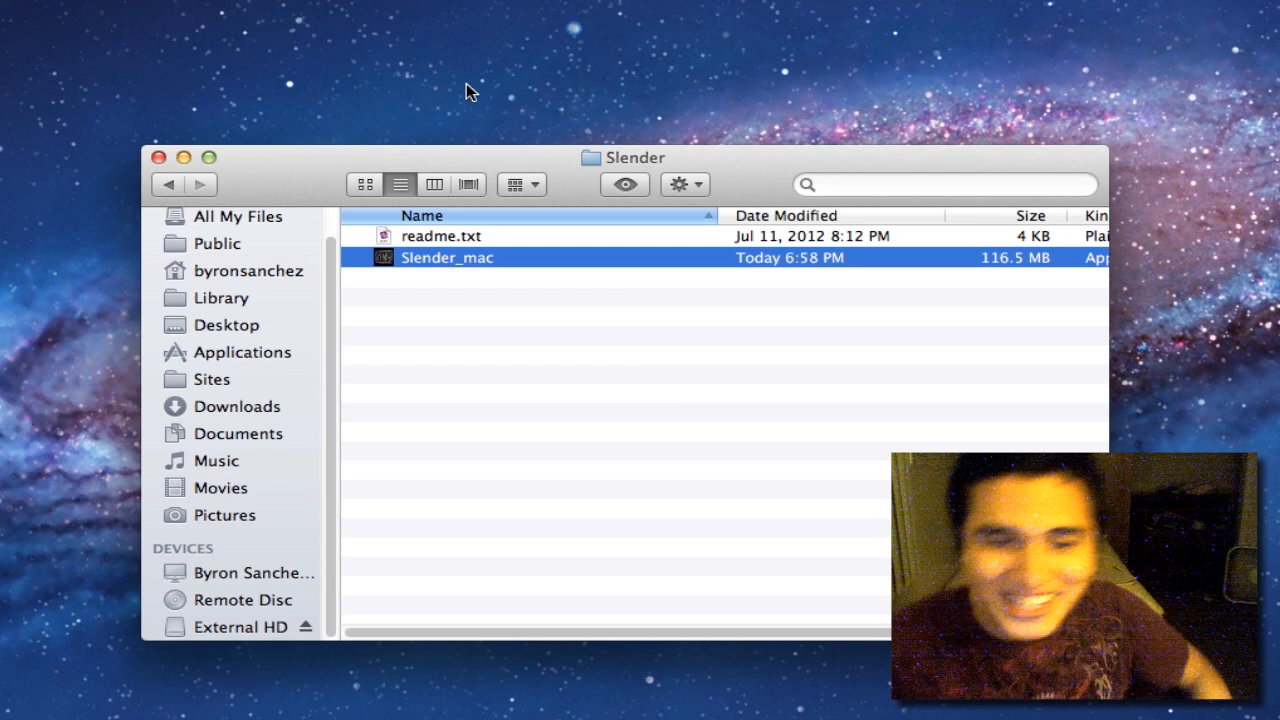 Slender
Name Date Modified Size Kin
All My Files
readme.txt Jul 11, 2012 8:12 PM 4 KB Plai
Public
Slender_mac Today 6:58 PM 116.5 MB App
byronsanchez
Library
Desktop
Applications
Sites
Downloads
Documents
Music
Movies
Pictures
DEVICES
Byron Sanche...
Remote Disc
External HD